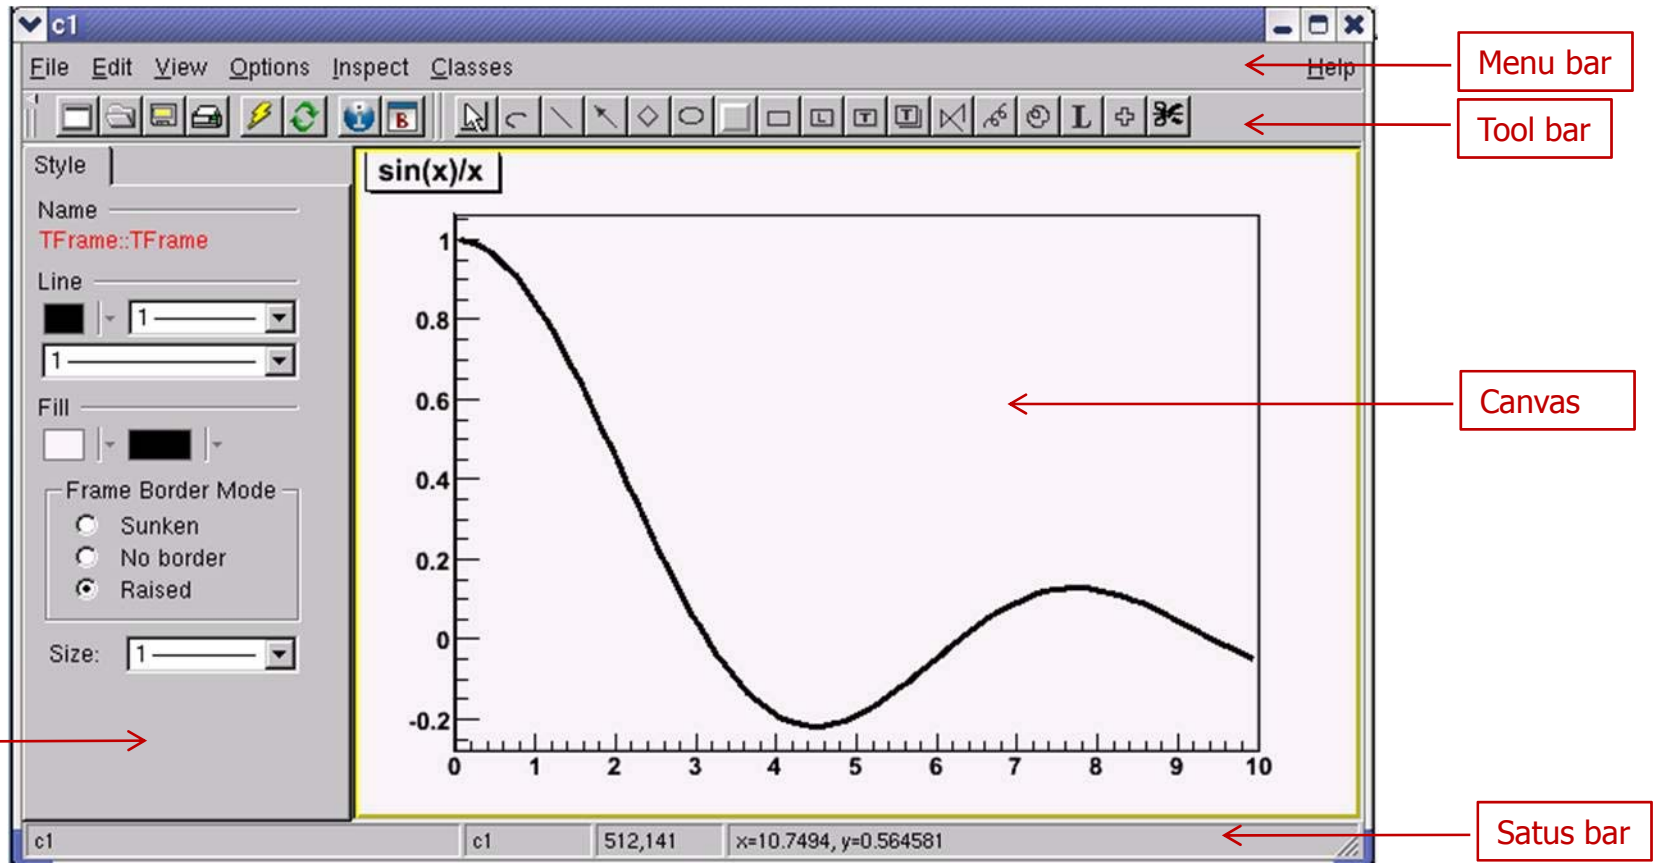 c1
File Edit View Options Inspect Classes Help
Menu bar
B L T T L
Tool bar
Style
Name
TFrame::TFrame
Line
1
1
Fill
Frame Border Mode
Sunken
No border
Raised
Size: 1
sin(x)/x
1
0.8
0.6
0.4
0.2
0
-0.2
0 1 2 3 4 5 6 7 8 9 10
Canvas
c1 c1 512,141 x=10.7494, y=0.564581
Satus bar